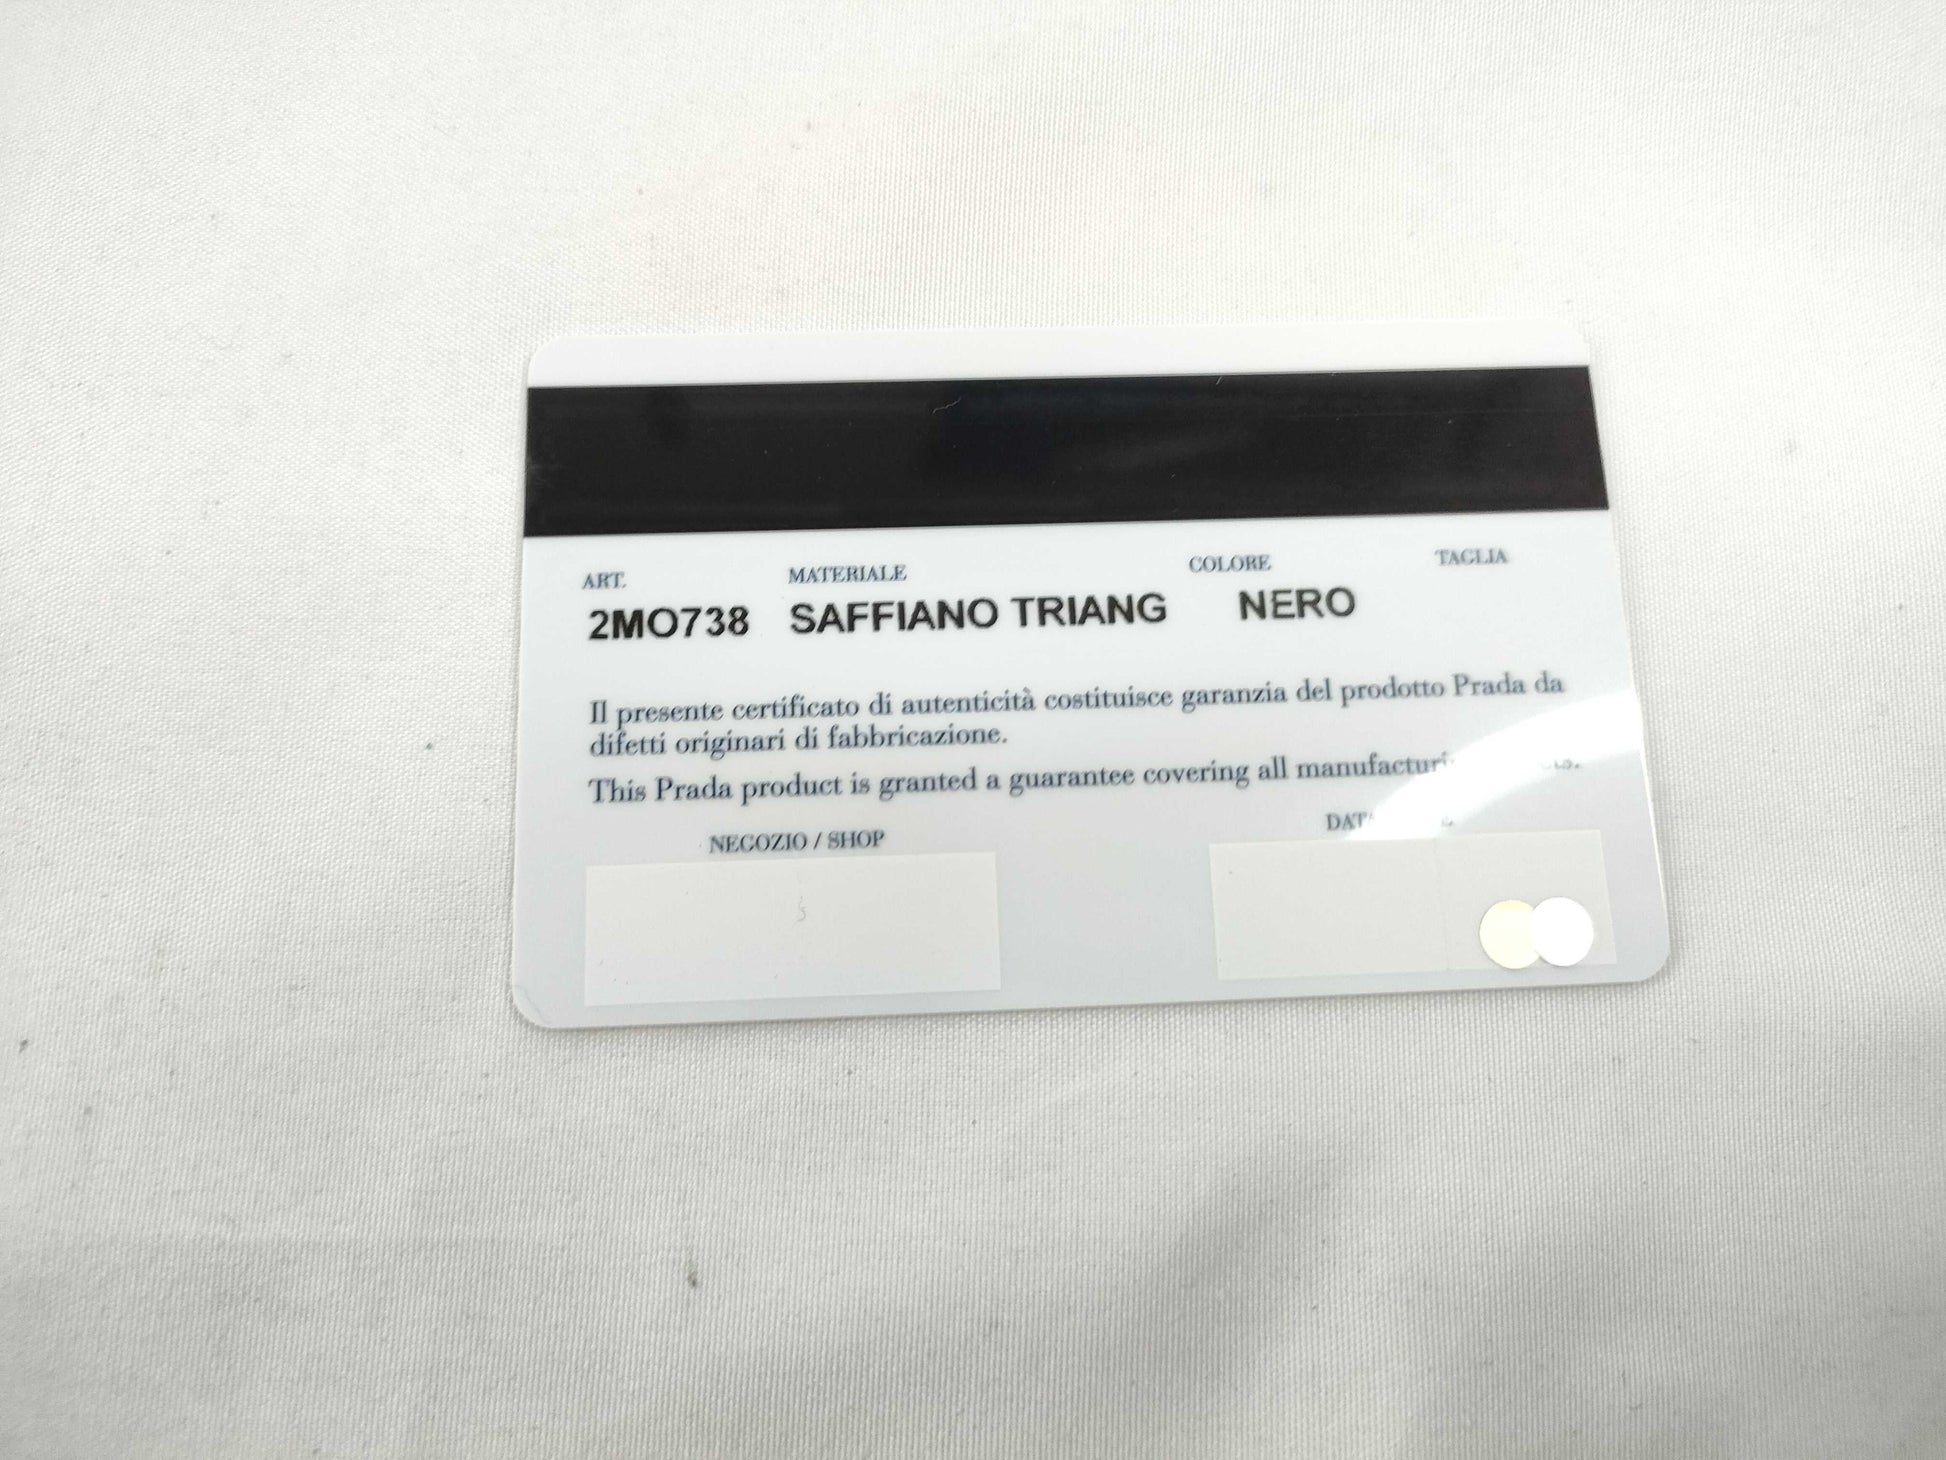 ART. MATERIALE COLORE TAGLIA
2MO738 SAFFIANO TRIANG NERO
Il presente certificato di autenticità costituisce garanzia del prodotto Prada da
difetti originari di fabbricazione.
This Prada product is granted a guarantee covering all
NEGOZIO / SHOP